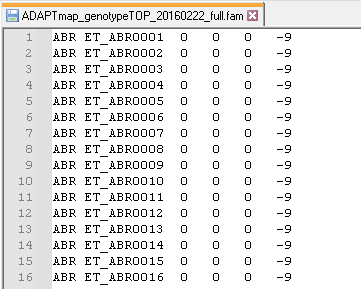 ADAPTmap_genotypeTOP_20160222_full.fam
1 ABR ET_ABR0001 0 0 0 -9
2 ABR ET_ABR0002 0 0 0 -9
3 ABR ET_ABR0003 0 0 0 -9
4 ABR ET_ABR0004 0 0 0 -9
5 ABR ET_ABR0005 0 0 0 -9
6 ABR ET_ABR0006 0 0 0 -9
7 ABR ET_ABR0007 0 0 0 -9
8 ABR ET_ABR0008 0 0 0 -9
9 ABR ET_ABR0009 0 0 0 -9
10 ABR ET_ABR0010 0 0 0 -9
11 ABR ET_ABR0011 0 0 0 -9
12 ABR ET_ABR0012 0 0 0 -9
13 ABR ET_ABR0013 0 0 0 -9
14 ABR ET_ABR0014 0 0 0 -9
15 ABR ET_ABR0015 0 0 0 -9
16 ABR ET_ABR0016 0 0 0 -9